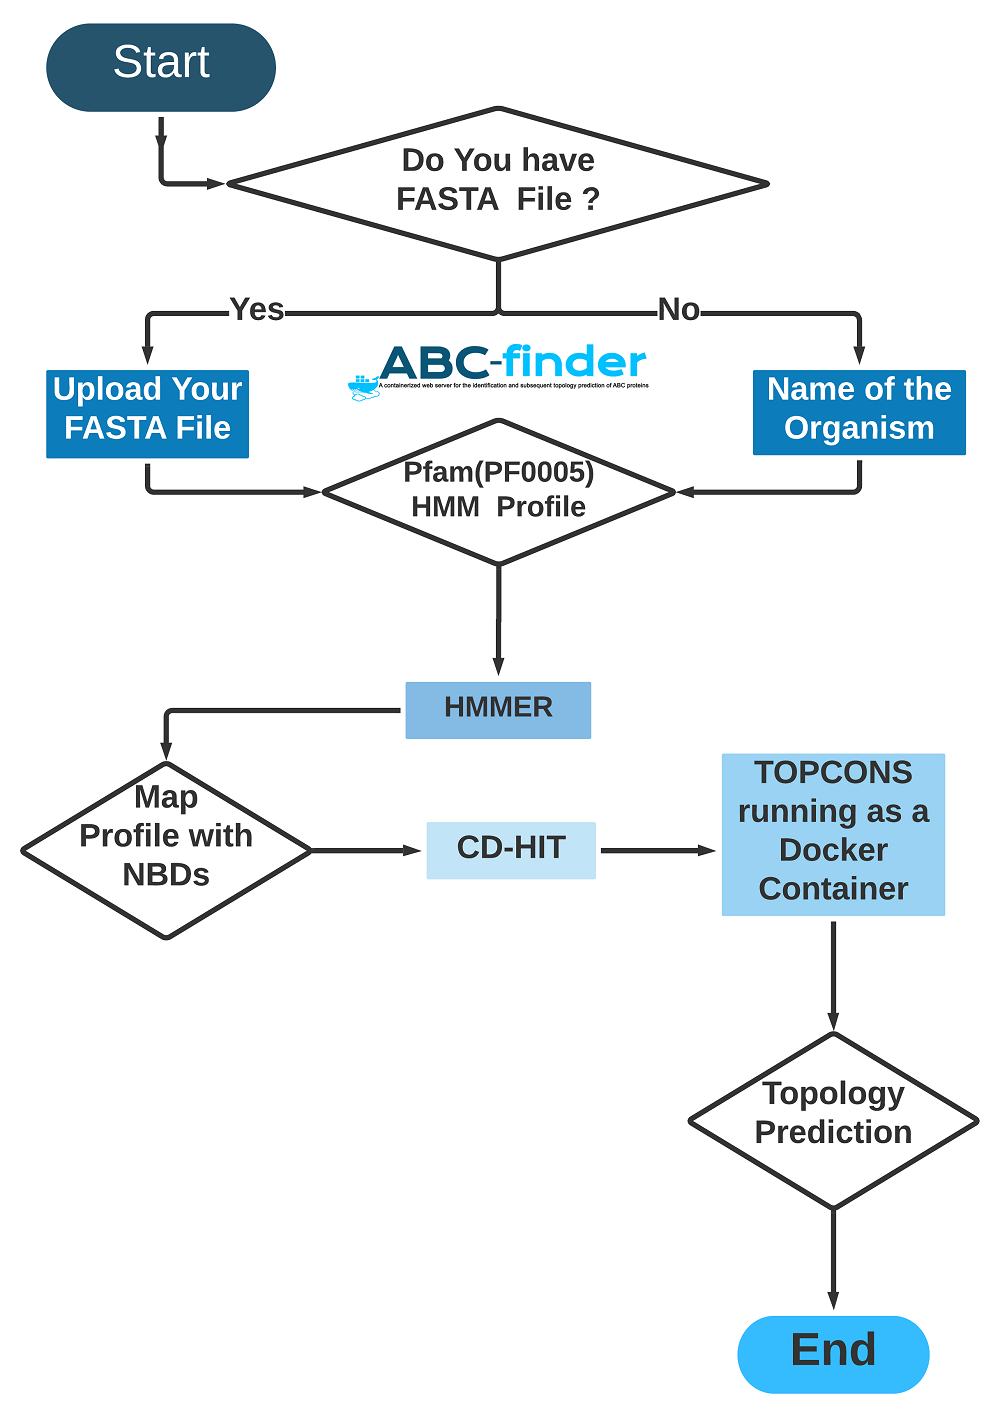 Start
Do You have
FASTA File ?
Yes
No
ABC-finder
A containerized web server for the identification and subsequent topology prediction of ABC proteins
Upload Your
FASTA File
Name of the
Organism
Pfam(PF0005)
HMM Profile
HMMER
Map
Profile with
NBDs
CD-HIT
TOPCONS
running as a
Docker
Container
Topology
Prediction
End